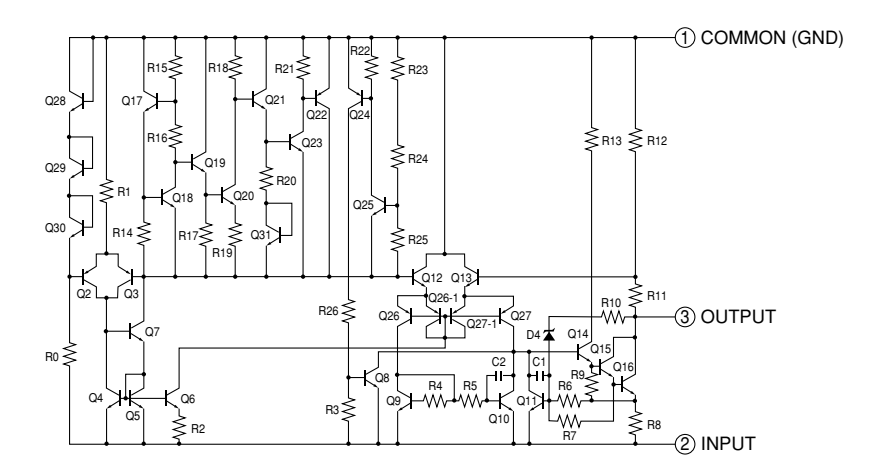 ① COMMON (GND)
R22
R15
R18
R21
R23
Q28
Q17
Q21
Q22
Q24
R13
R12
R16
Q23
Q29
Q19
R24
R1
Q18
R20
Q20
Q25
Q30
R14
R17
R19
Q31
R25
Q2
Q3
Q12
Q13
R11
Q26-1
R10
R26
Q26
Q27-1
Q27
③ OUTPUT
Q7
D4
Q14
Q15
R0
Q8
C2
C1
Q16
R9
Q4
Q5
Q6
R4
R5
R6
Q9
R3
Q10
Q11
R2
R7
R8
② INPUT